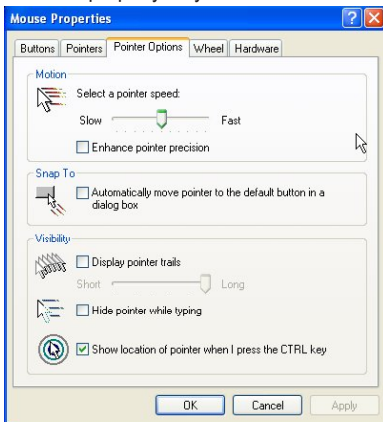 Mouse Properties
Buttons Pointers Pointer Options Wheel Hardware
Motion
Select a pointer speed:
Slow Fast
Enhance pointer precision
Snap To
Automatically move pointer to the default button in a
dialog box
Visibility
Display pointer trails
Short Long
Hide pointer while typing
Show location of pointer when I press the CTRL key
OK Cancel Apply